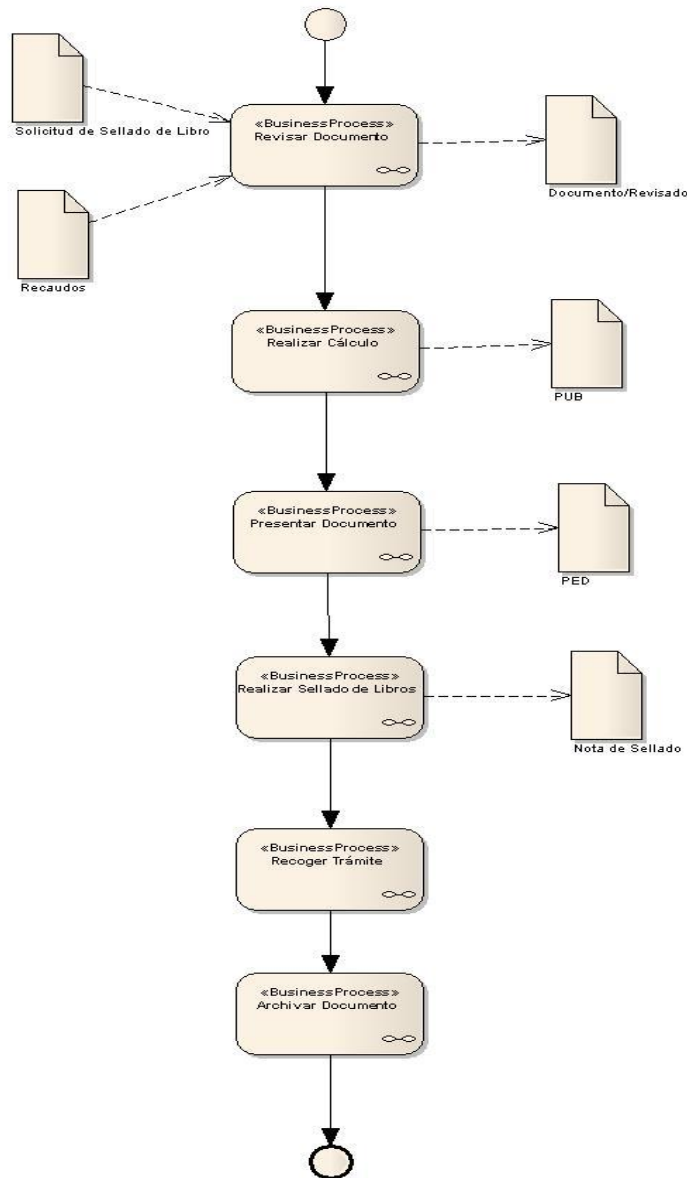 Solicitud de Sellado de Libro
«BusinessProcess»
Revisar Documento
Documento/Revisado
Recaudos
«BusinessProcess»
Realizar Cálculo
PUB
«BusinessProcess»
Presentar Documento
PED
«BusinessProcess»
Realizar Sellado de Libros
Nota de Sellado
«BusinessProcess»
Recoger Trámite
«BusinessProcess»
Archivar Documento